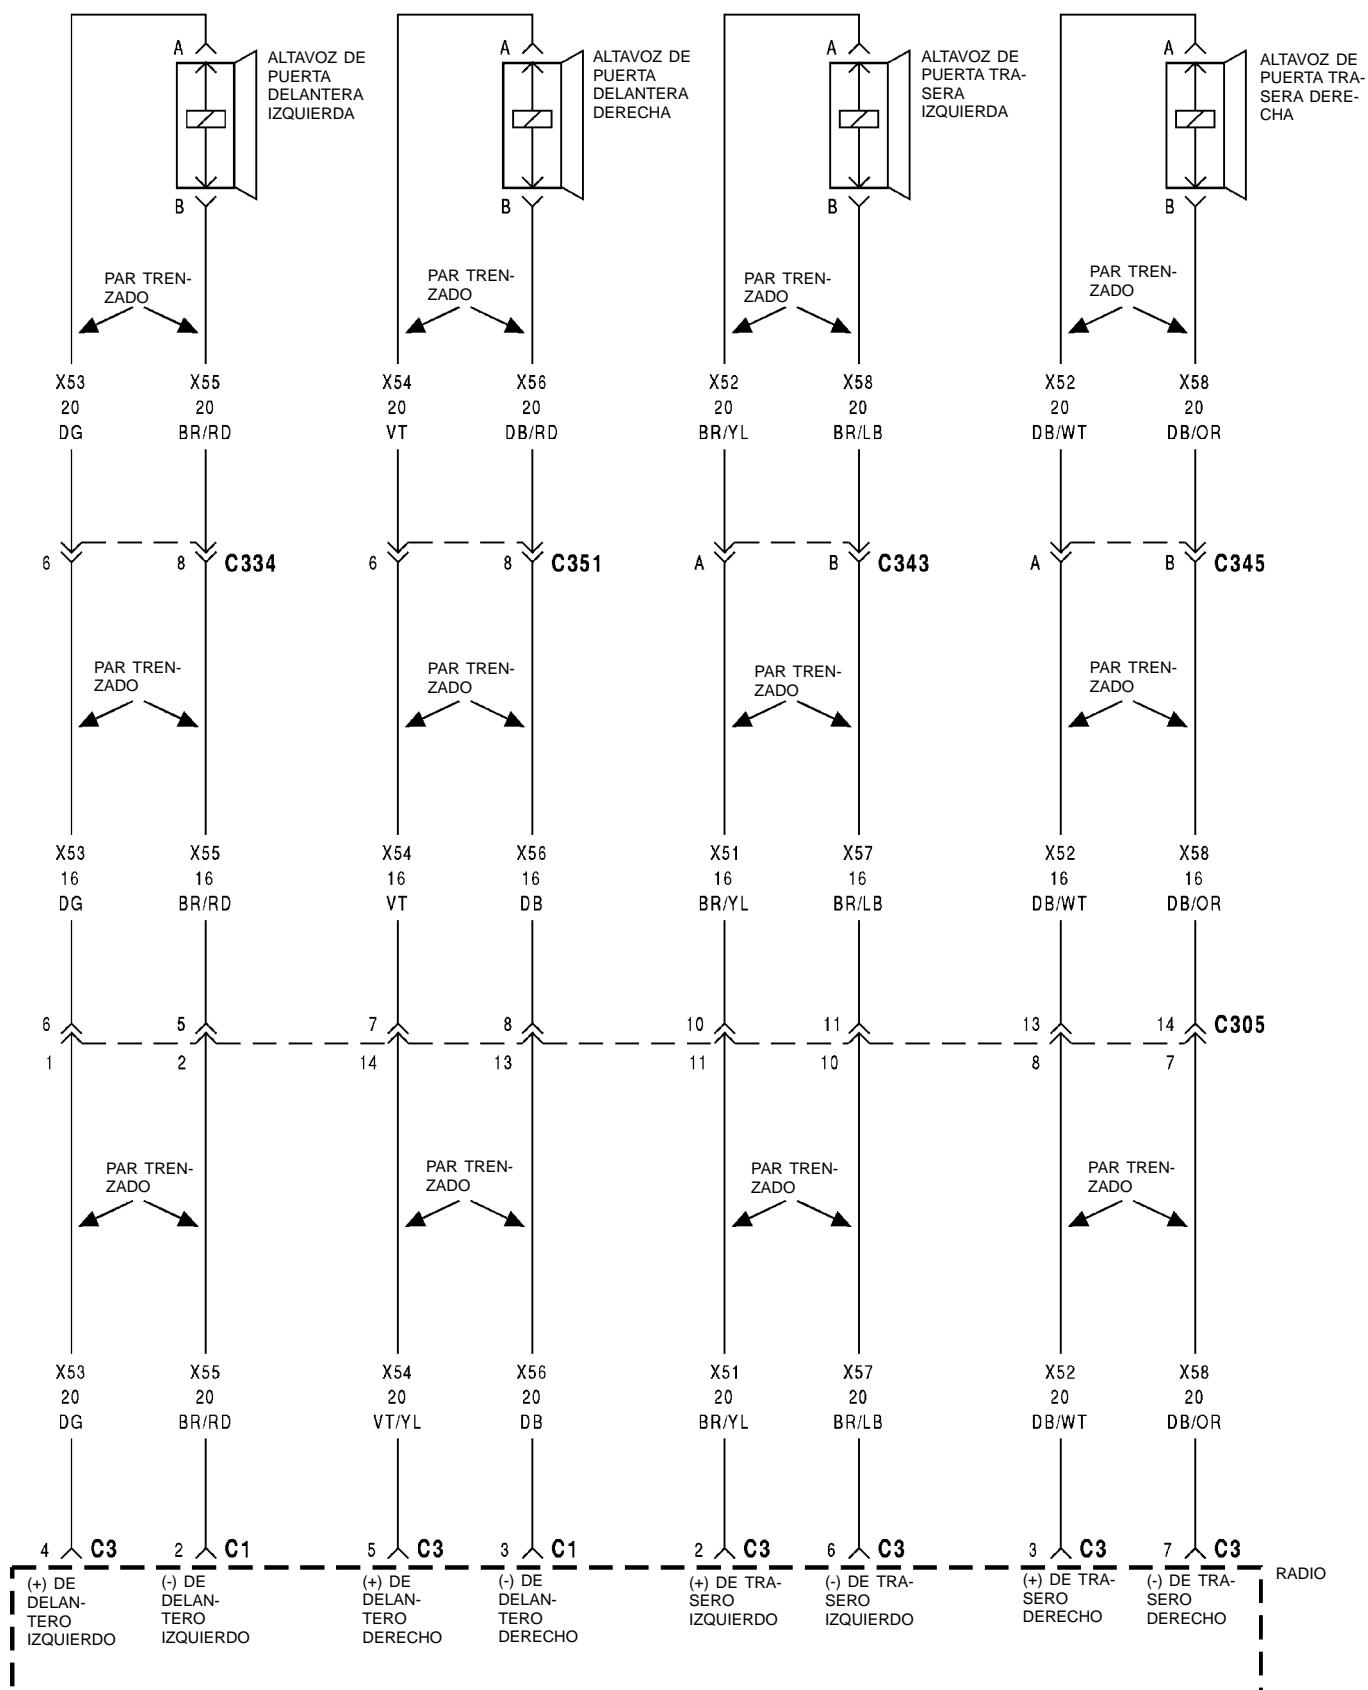 A
ALTAVOZ DE
PUERTA
DELANTERA
IZQUIERDA
B
A
ALTAVOZ DE
PUERTA
DELANTERA
DERECHA
B
A
ALTAVOZ DE
PUERTA TRA-
SERA
IZQUIERDA
B
A
ALTAVOZ DE
PUERTA TRA-
SERA DERE-
CHA
B
PAR TREN-
ZADO
PAR TREN-
ZADO
PAR TREN-
ZADO
PAR TREN-
ZADO
X53 X55 X54 X56 X52 X58 X52 X58
20 20 20 20 20 20 20 20
DG BR/RD VT DB/RD BR/YL BR/LB DB/WT DB/OR
6 8 C334 6 8 C351 A B C343 A B C345
PAR TREN-
ZADO
PAR TREN-
ZADO
PAR TREN-
ZADO
PAR TREN-
ZADO
X53 X55 X54 X56 X51 X57 X52 X58
16 16 16 16 16 16 16 16
DG BR/RD VT DB BR/YL BR/LB DB/WT DB/OR
6 5 7 8 10 11 13 14 C305
1 2 14 13 11 10 8 7
PAR TREN-
ZADO
PAR TREN-
ZADO
PAR TREN-
ZADO
PAR TREN-
ZADO
X53 X55 X54 X56 X51 X57 X52 X58
20 20 20 20 20 20 20 20
DG BR/RD VT/YL DB BR/YL BR/LB DB/WT DB/OR
4 C3 2 C1 5 C3 3 C1 2 C3 6 C3 3 C3 7 C3
RADIO
(+) DE
DELAN-
TERO
IZQUIERDO
(-) DE
DELAN-
TERO
IZQUIERDO
(+) DE
DELAN-
TERO
DERECHO
(-) DE
DELAN-
TERO
DERECHO
(+) DE TRA-
SERO
IZQUIERDO
(-) DE TRA-
SERO
IZQUIERDO
(+) DE TRA-
SERO
DERECHO
(-) DE TRA-
SERO
DERECHO